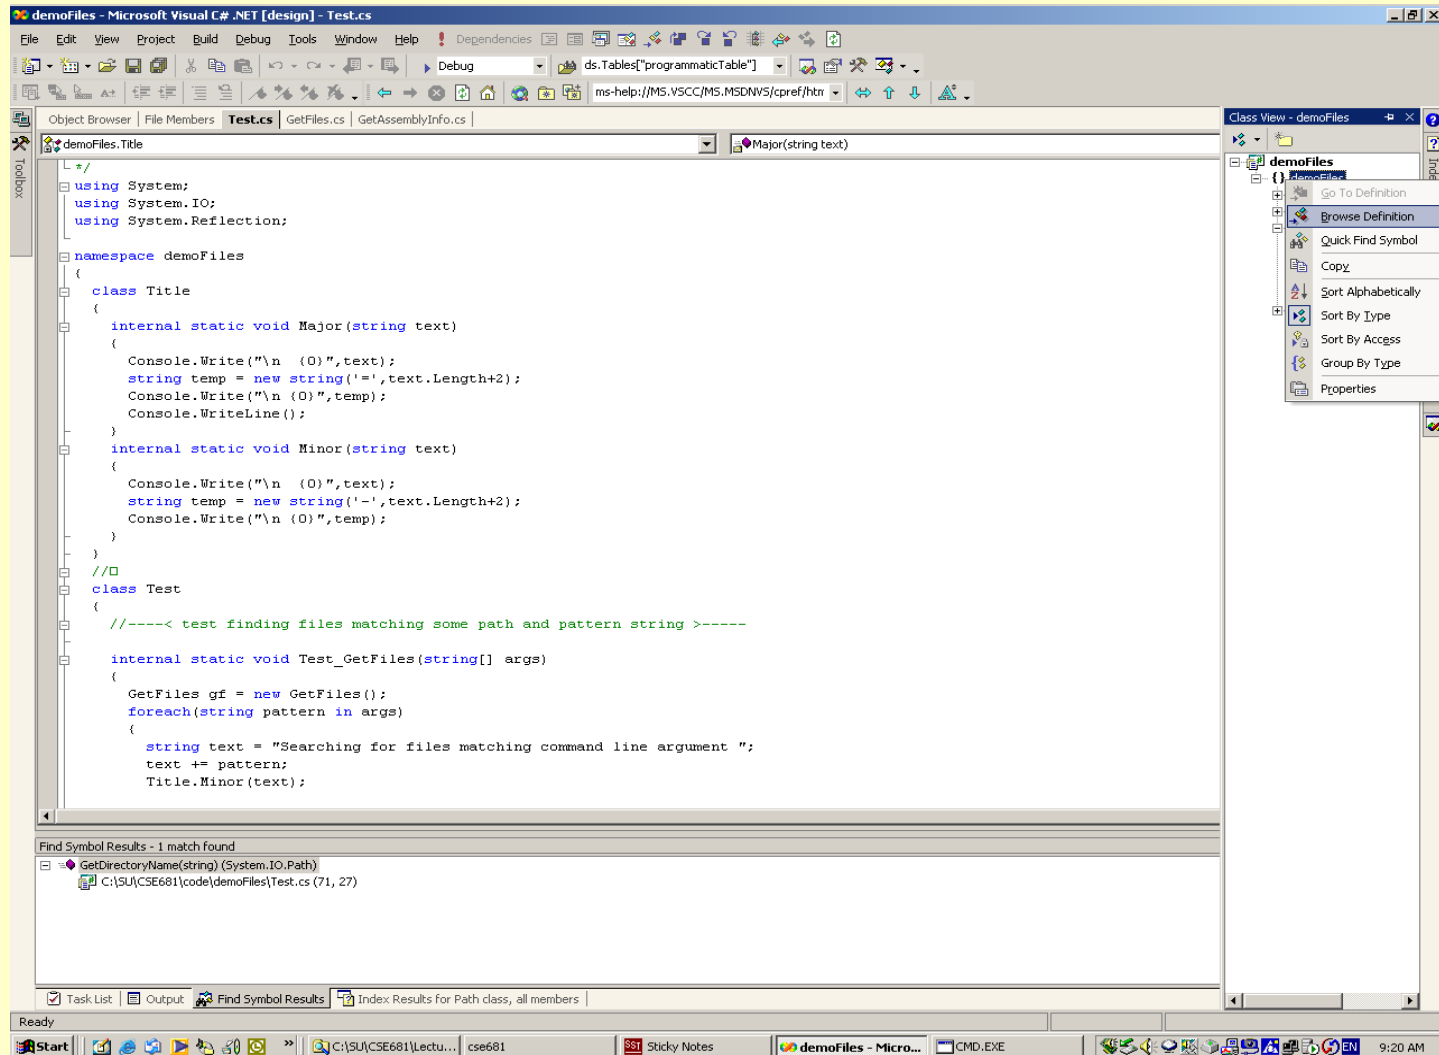 demoFiles - Microsoft Visual C# .NET [design] - Test.cs
File Edit View Project Build Debug Tools Window Help Dependencies
Debug ds.Tables["programmaticTable"]
ms-help://MS.VSCC/MS.MSDNVS/cpref/htm
Object Browser File Members Test.cs GetFiles.cs GetAssemblyInfo.cs
demoFiles.Title Major(string text)
Toolbox
*/
using System;
using System.IO;
using System.Reflection;
namespace demoFiles
{
class Title
{
internal static void Major(string text)
{
Console.Write("\n  {0}",text);
string temp = new string('=',text.Length+2);
Console.Write("\n {0}",temp);
Console.WriteLine();
}
internal static void Minor(string text)
{
Console.Write("\n  {0}",text);
string temp = new string('-',text.Length+2);
Console.Write("\n {0}",temp);
}
}
//□
class Test
{
//----< test finding files matching some path and pattern string >-----
internal static void Test_GetFiles(string[] args)
{
GetFiles gf = new GetFiles();
foreach(string pattern in args)
{
string text = "Searching for files matching command line argument ";
text += pattern;
Title.Minor(text);
Class View - demoFiles
demoFiles
{} demoFiles
Go To Definition
Browse Definition
Quick Find Symbol
Copy
Sort Alphabetically
Sort By Type
Sort By Access
Group By Type
Properties
Find Symbol Results - 1 match found
GetDirectoryName(string) (System.IO.Path)
C:\SU\CSE681\code\demoFiles\Test.cs (71, 27)
Task List Output Find Symbol Results Index Results for Path class, all members
Ready
Start » C:\SU\CSE681\Lectu... cse681 SST Sticky Notes demoFiles - Micro... CMD.EXE EN 9:20 AM